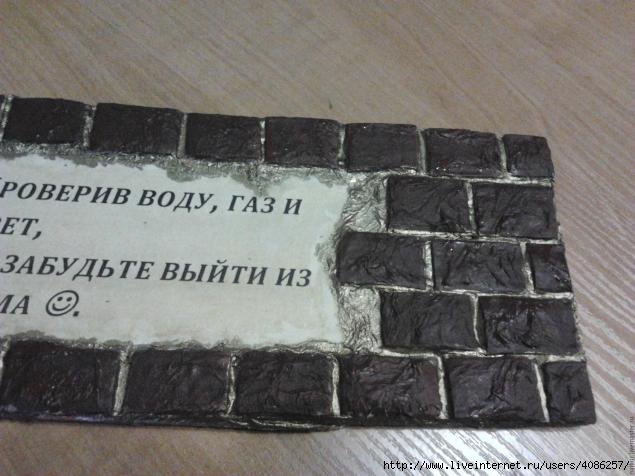 РОВЕРИВ ВОДУ, ГАЗ И
ЕТ,
ЗАБУДЬТЕ ВЫЙТИ ИЗ
МА ☺.
http://www.liveinternet.ru/users/4086257/